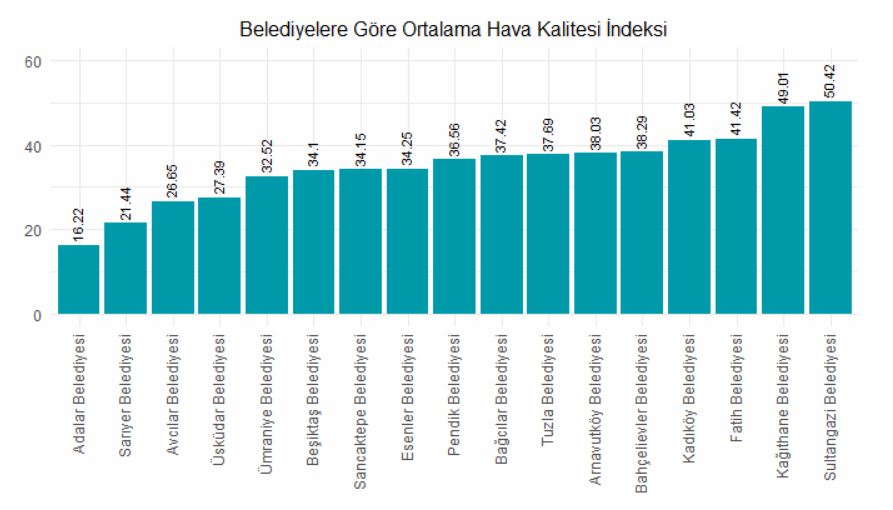 Belediyelere Göre Ortalama Hava Kalitesi İndeksi
60
40
20
0
16.22
21.44
26.65
27.39
32.52
34.1
34.15
34.25
36.56
37.42
37.69
38.03
38.29
41.03
41.42
49.01
50.42
Adalar Belediyesi
Sarıyer Belediyesi
Avcılar Belediyesi
Üsküdar Belediyesi
Ümraniye Belediyesi
Beşiktaş Belediyesi
Sancaktepe Belediyesi
Esenler Belediyesi
Pendik Belediyesi
Bağcılar Belediyesi
Tuzla Belediyesi
Arnavutköy Belediyesi
Bahçelievler Belediyesi
Kadıköy Belediyesi
Fatih Belediyesi
Kağıthane Belediyesi
Sultangazi Belediyesi